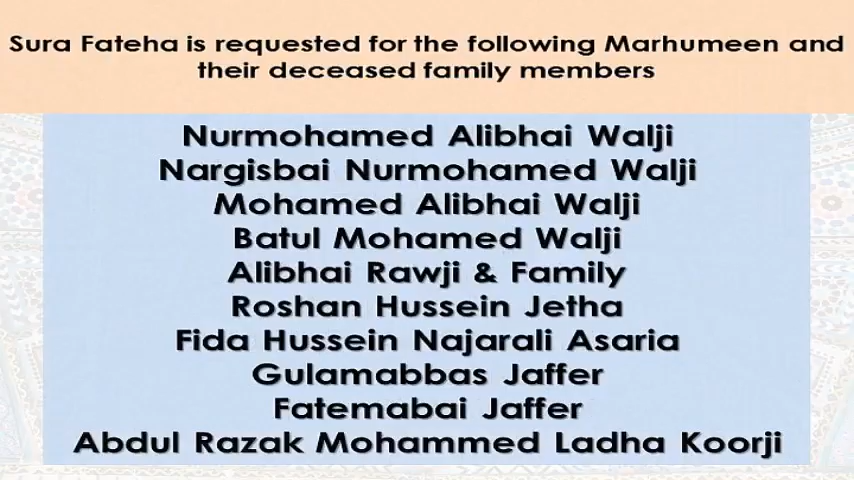 Sura Fateha is requested for the following Marhumeen and
their deceased family members
Nurmohamed Alibhai Walji
Nargisbai Nurmohamed Walji
Mohamed Alibhai Walji
Batul Mohamed Walji
Alibhai Rawji & Family
Roshan Hussein Jetha
Fida Hussein Najarali Asaria
Gulamabbas Jaffer
Fatemabai Jaffer
Abdul Razak Mohammed Ladha Koorji